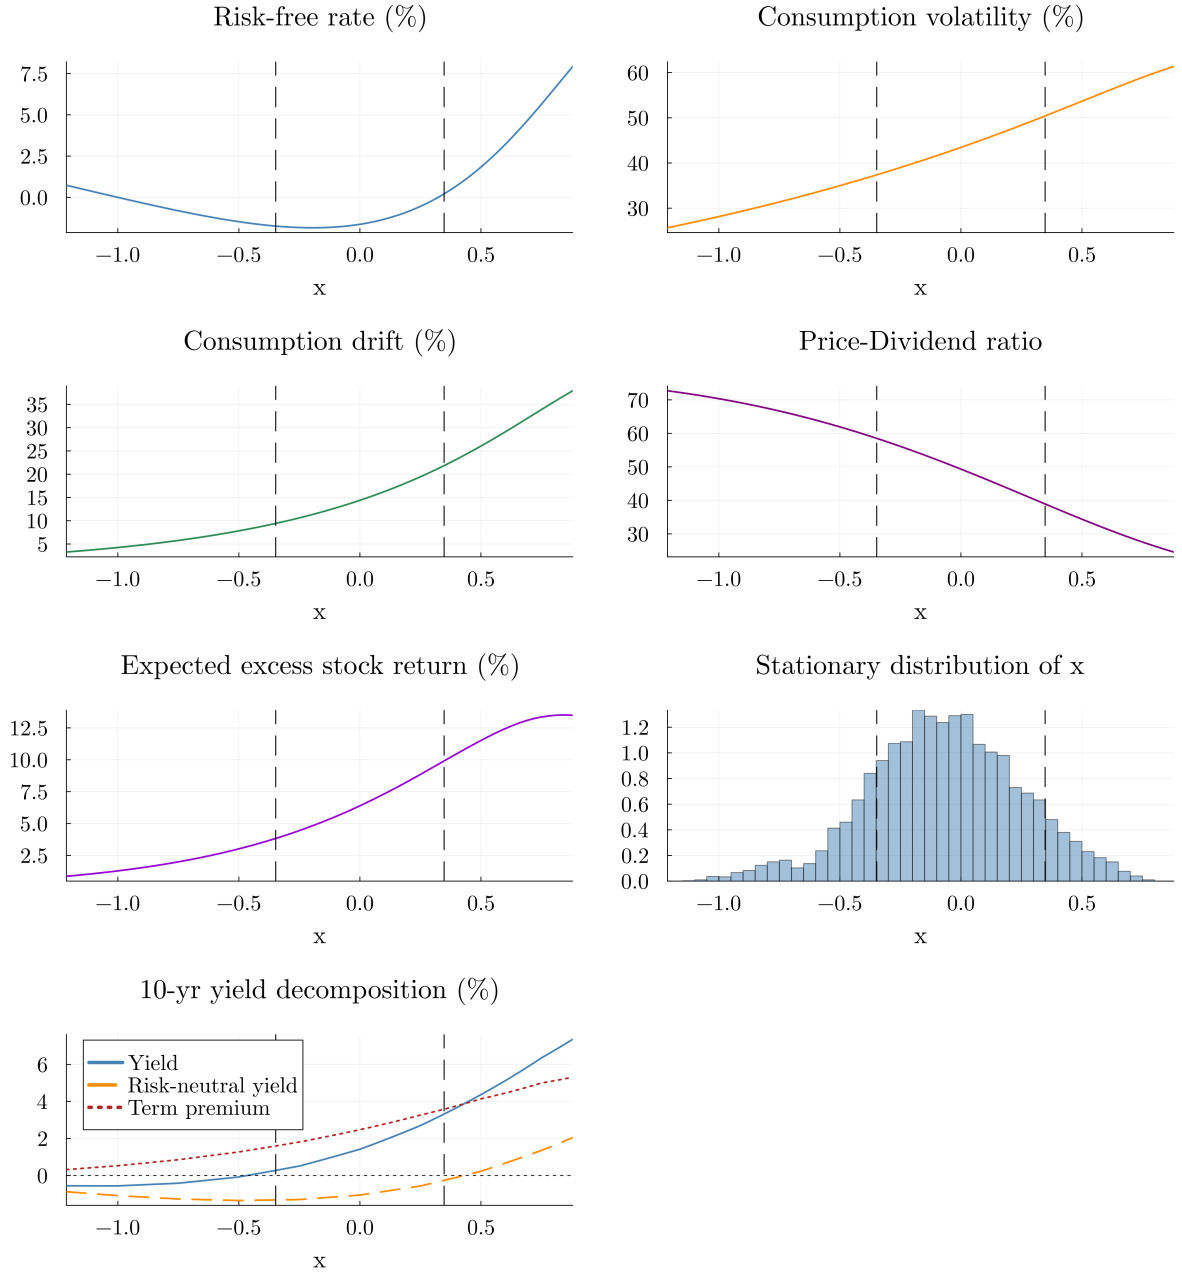 Risk-free rate (%)
7.5
5.0
2.5
0.0
−1.0 −0.5 0.0 0.5
x
Consumption volatility (%)
60
50
40
30
−1.0 −0.5 0.0 0.5
x
Consumption drift (%)
35
30
25
20
15
10
5
−1.0 −0.5 0.0 0.5
x
Price-Dividend ratio
70
60
50
40
30
−1.0 −0.5 0.0 0.5
x
Expected excess stock return (%)
12.5
10.0
7.5
5.0
2.5
−1.0 −0.5 0.0 0.5
x
Stationary distribution of x
1.2
1.0
0.8
0.6
0.4
0.2
0.0
−1.0 −0.5 0.0 0.5
x
10-yr yield decomposition (%)
Yield
Risk-neutral yield
Term premium
6
4
2
0
−1.0 −0.5 0.0 0.5
x